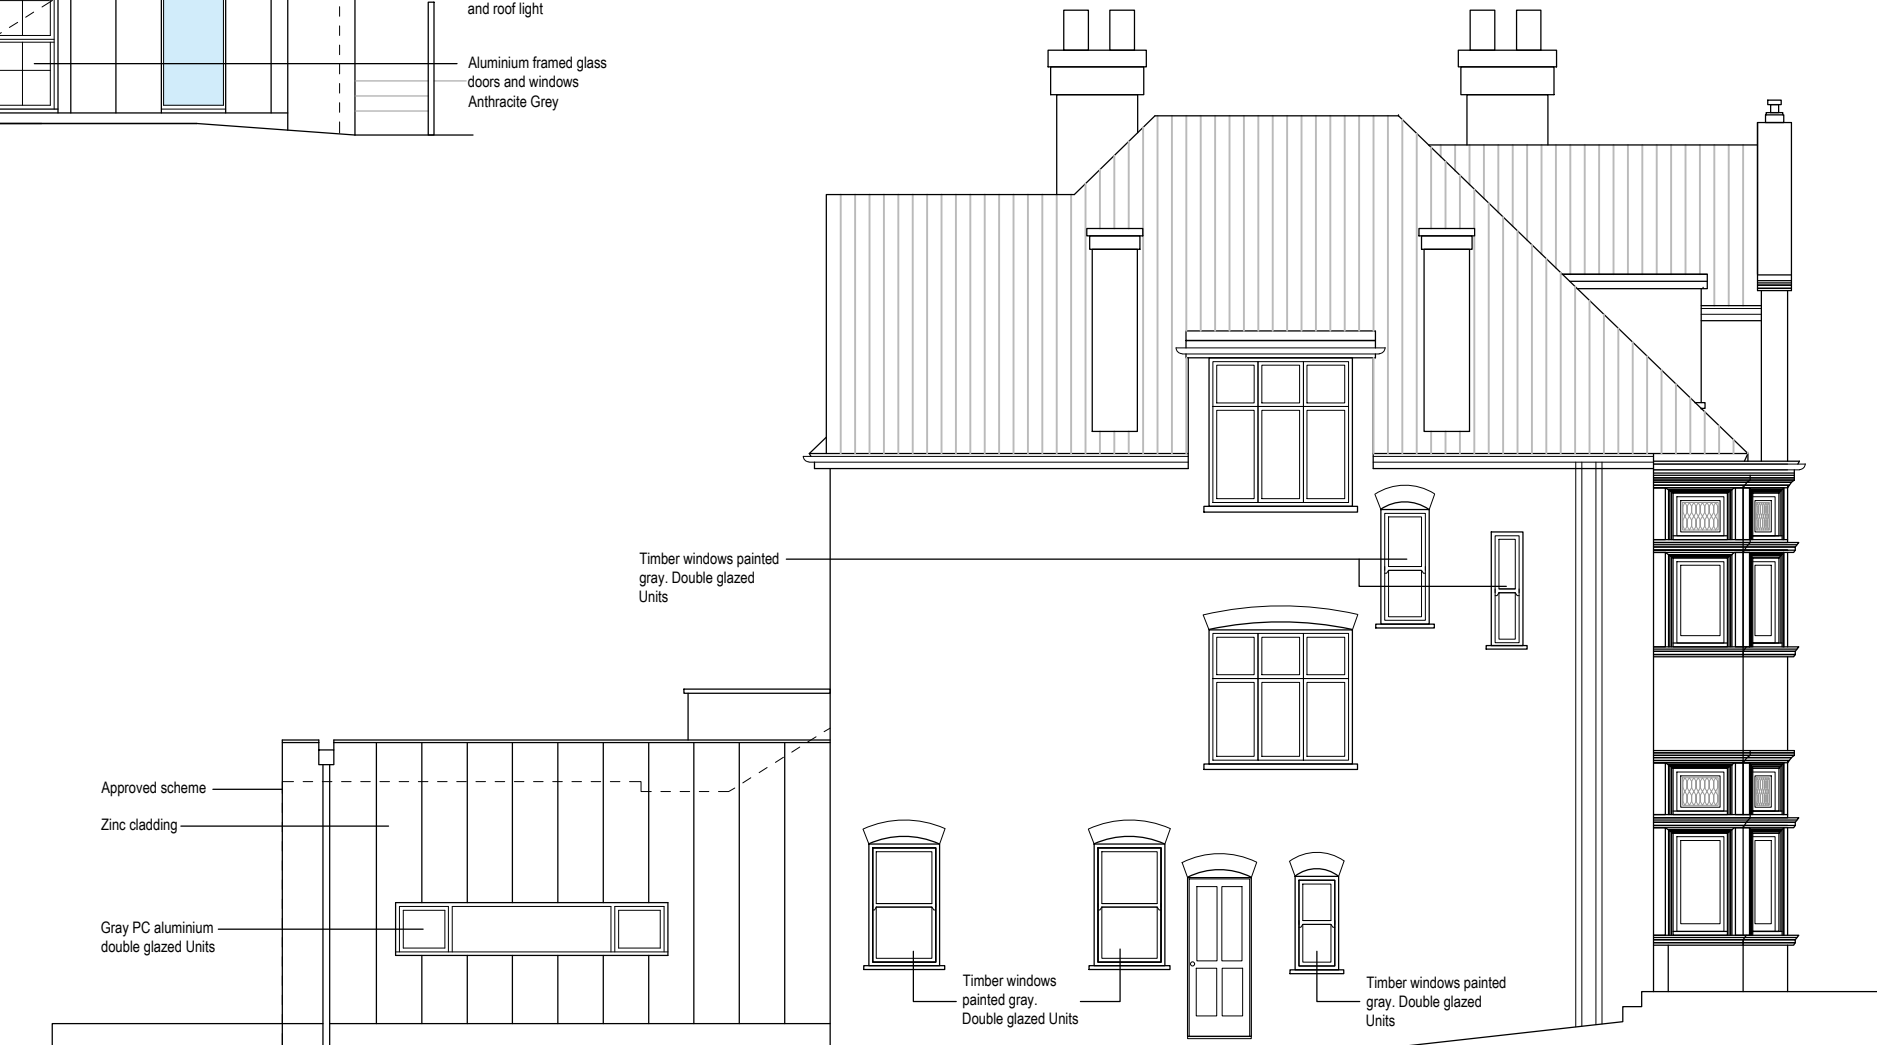 and roof light
Aluminium framed glass
doors and windows
Anthracite Grey
Timber windows painted
gray. Double glazed
Units
Approved scheme
Zinc cladding
Gray PC aluminium
double glazed Units
Timber windows
painted gray.
Double glazed Units
Timber windows painted
gray. Double glazed
Units